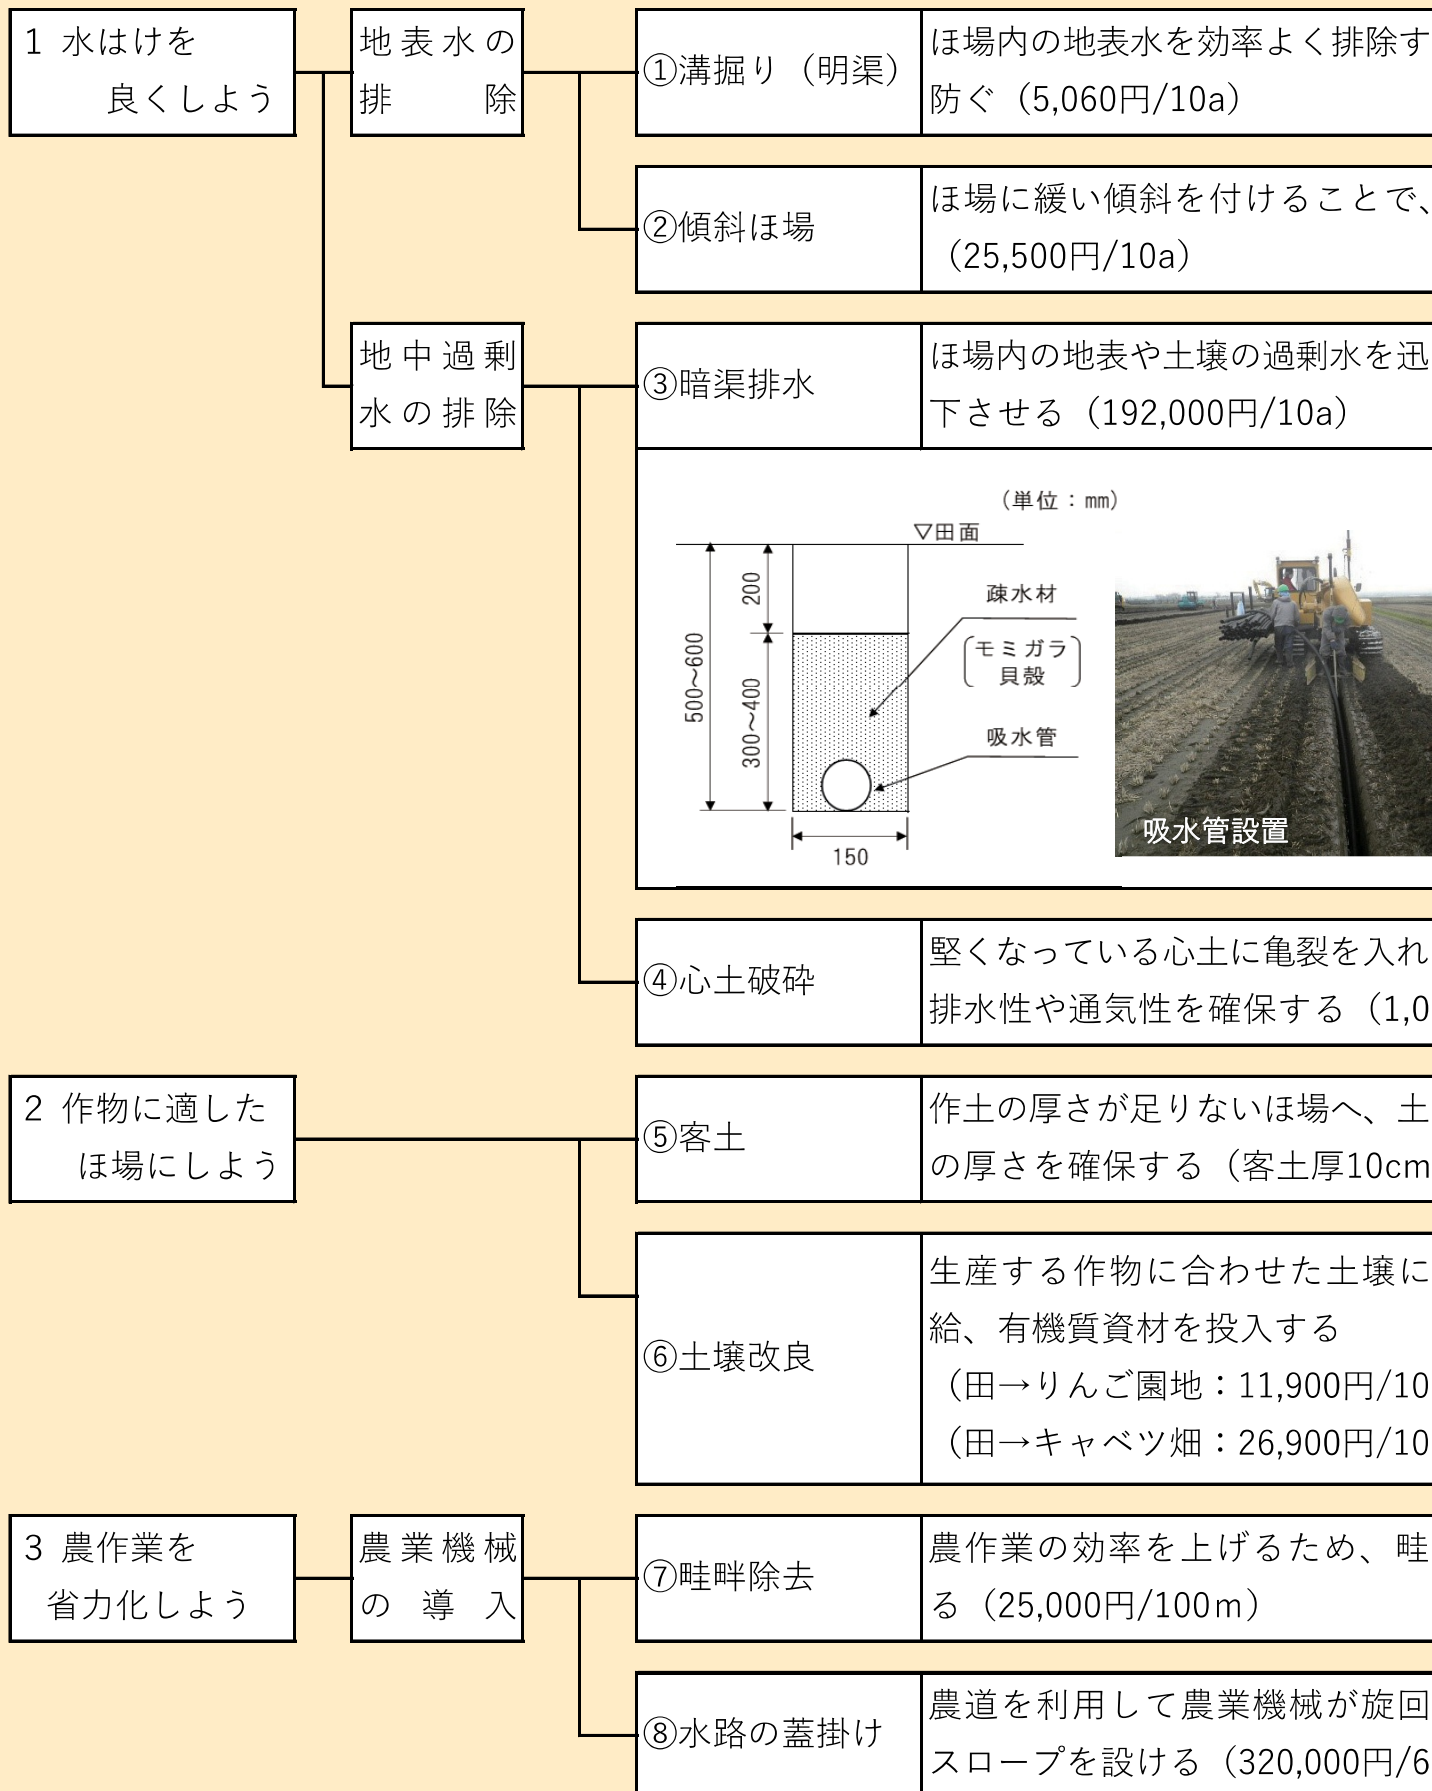 1 水はけを
良くしよう
地表水の
排除
①溝掘り（明渠）
ほ場内の地表水を効率よく排除す
防ぐ（5,060円/10a）
②傾斜ほ場
ほ場に緩い傾斜を付けることで、
（25,500円/10a）
地中過剰
水の排除
③暗渠排水
ほ場内の地表や土壌の過剰水を迅
下させる（192,000円/10a）
（単位：㎜）
▽田面
200
疎水材
モミガラ
貝殻
500～600
300～400
吸水管
150
吸水管設置
④心土破砕
堅くなっている心土に亀裂を入れ
排水性や通気性を確保する（1,0
2 作物に適した
ほ場にしよう
⑤客土
作土の厚さが足りないほ場へ、土
の厚さを確保する（客土厚10cm
⑥土壌改良
生産する作物に合わせた土壌に
給、有機質資材を投入する
（田→りんご園地：11,900円/10
（田→キャベツ畑：26,900円/10
3 農作業を
省力化しよう
農業機械
の導入
⑦畦畔除去
農作業の効率を上げるため、畦
る（25,000円/100ｍ）
⑧水路の蓋掛け
農道を利用して農業機械が旋回
スロープを設ける（320,000円/6